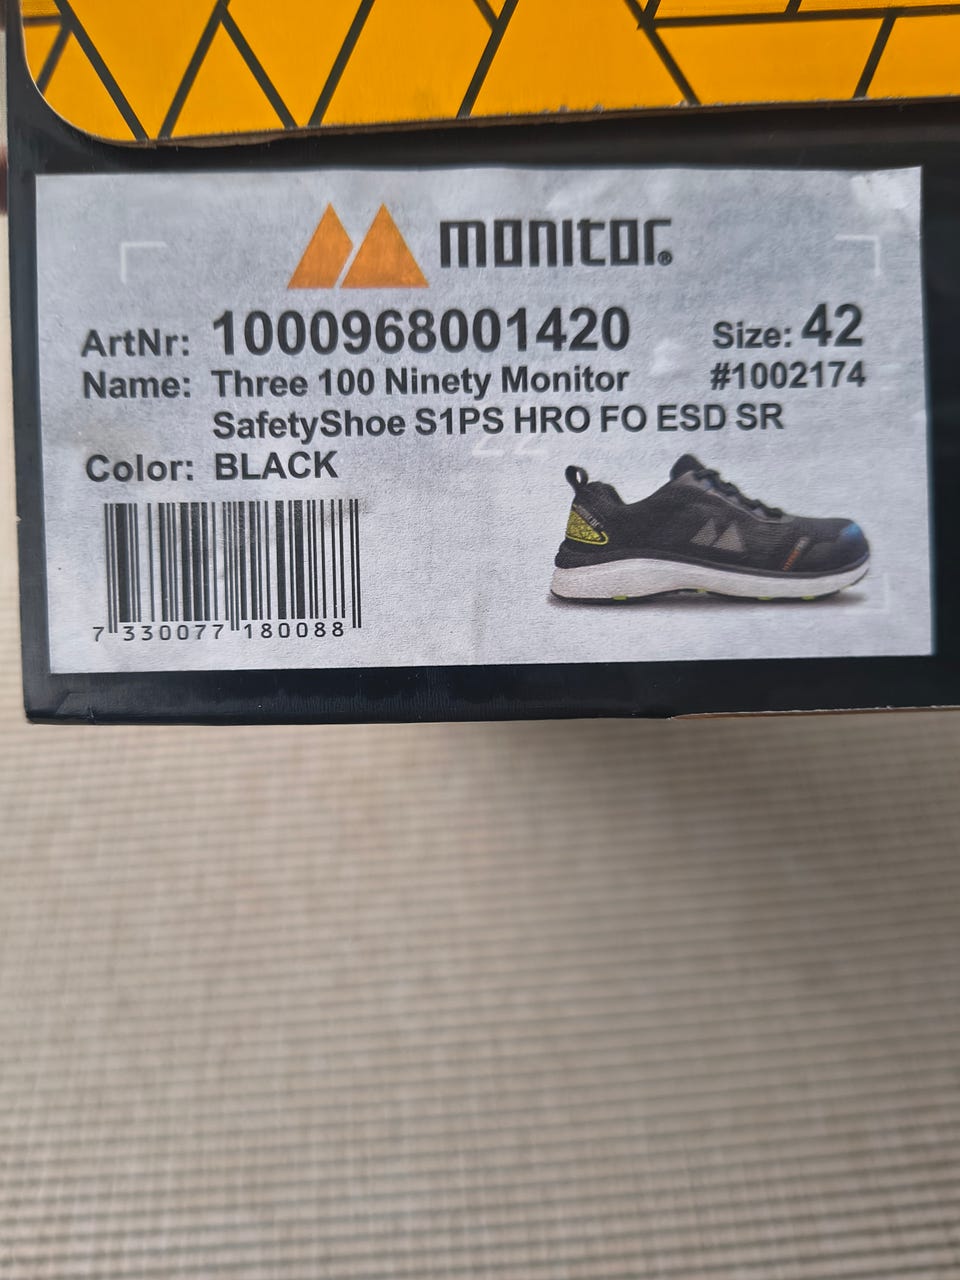 monitor®
ArtNr: 1000968001420 Size: 42
Name: Three 100 Ninety Monitor #1002174
SafetyShoe S1PS HRO FO ESD SR
Color: BLACK
7 330077 180088